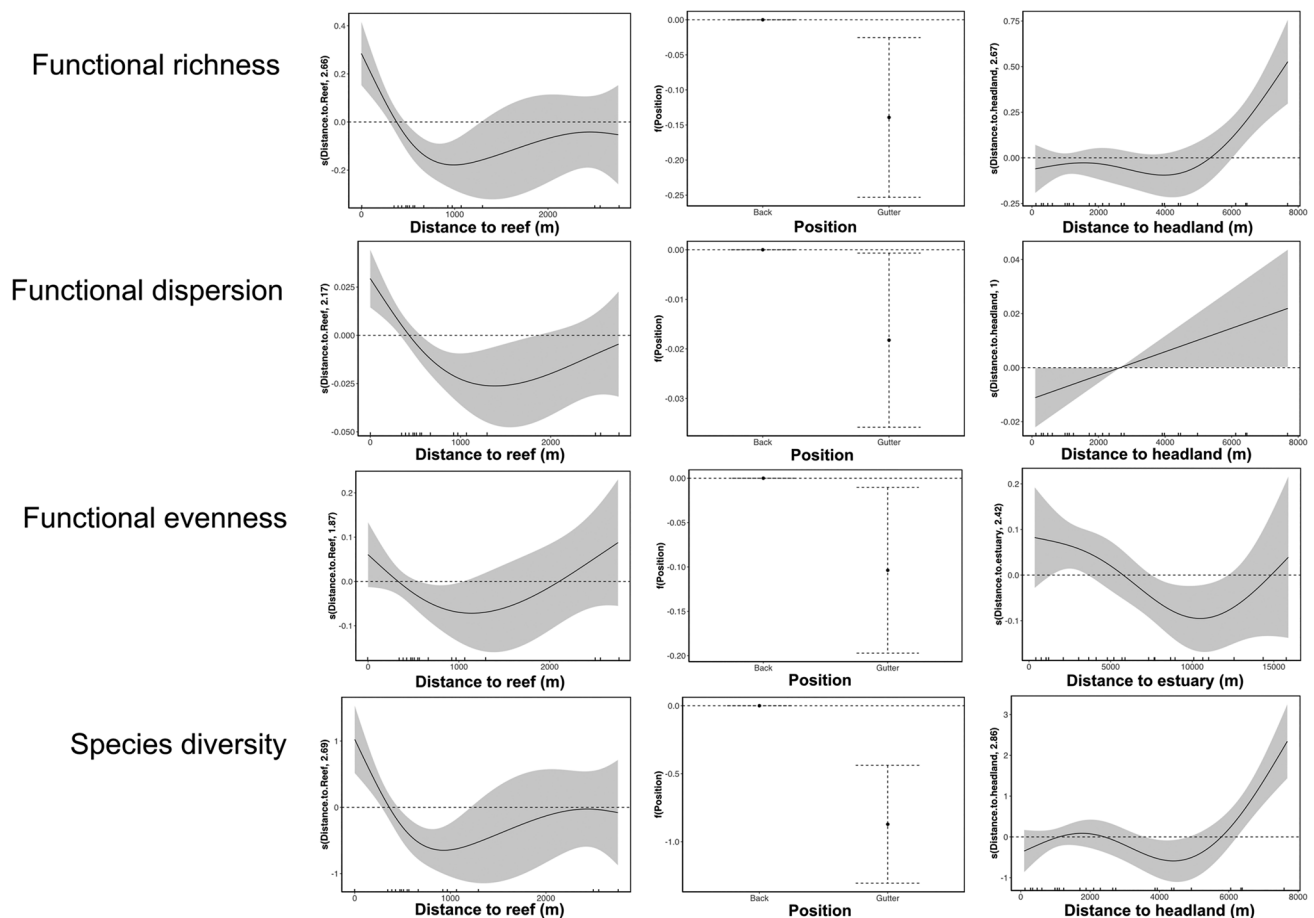 Functional richness
s(Distance.to.Reef, 2.66)
0.4
0.2
0.0
-0.2
0
1000
2000
Distance to reef (m)
f(Position)
0.00
-0.05
-0.10
-0.15
-0.20
-0.25
Back
Gutter
Position
s(Distance.to.headland, 2.67)
0.75
0.50
0.25
0.00
-0.25
0
2000
4000
6000
8000
Distance to headland (m)
Functional dispersion
s(Distance.to.Reef, 2.17)
0.025
0.000
-0.025
-0.050
0
1000
2000
Distance to reef (m)
f(Position)
0.00
-0.01
-0.02
-0.03
Back
Gutter
Position
s(Distance.to.headland, 1)
0.04
0.02
0.00
-0.02
0
2000
4000
6000
8000
Distance to headland (m)
Functional evenness
s(Distance.to.Reef, 1.87)
0.2
0.1
0.0
-0.1
0
1000
2000
Distance to reef (m)
f(Position)
0.00
-0.05
-0.10
-0.15
-0.20
Back
Gutter
Position
s(Distance.to.estuary, 2.42)
0.2
0.1
0.0
-0.1
0
5000
10000
15000
Distance to estuary (m)
Species diversity
s(Distance.to.Reef, 2.69)
1
0
-1
0
1000
2000
Distance to reef (m)
f(Position)
0.0
-0.5
-1.0
Back
Gutter
Position
s(Distance.to.headland, 2.86)
3
2
1
0
-1
0
2000
4000
6000
8000
Distance to headland (m)